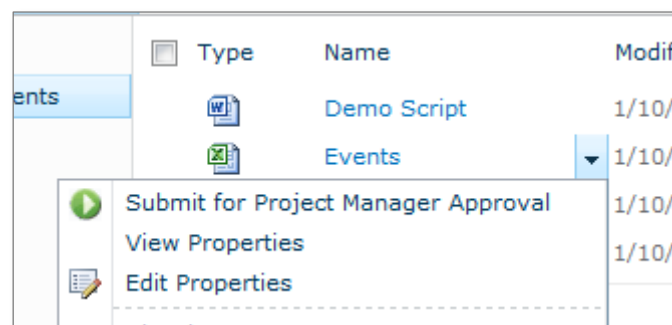 Type Name Modif
ents
Demo Script 1/10/
Events 1/10/
Submit for Project Manager Approval 1/10/
View Properties 1/10/
Edit Properties